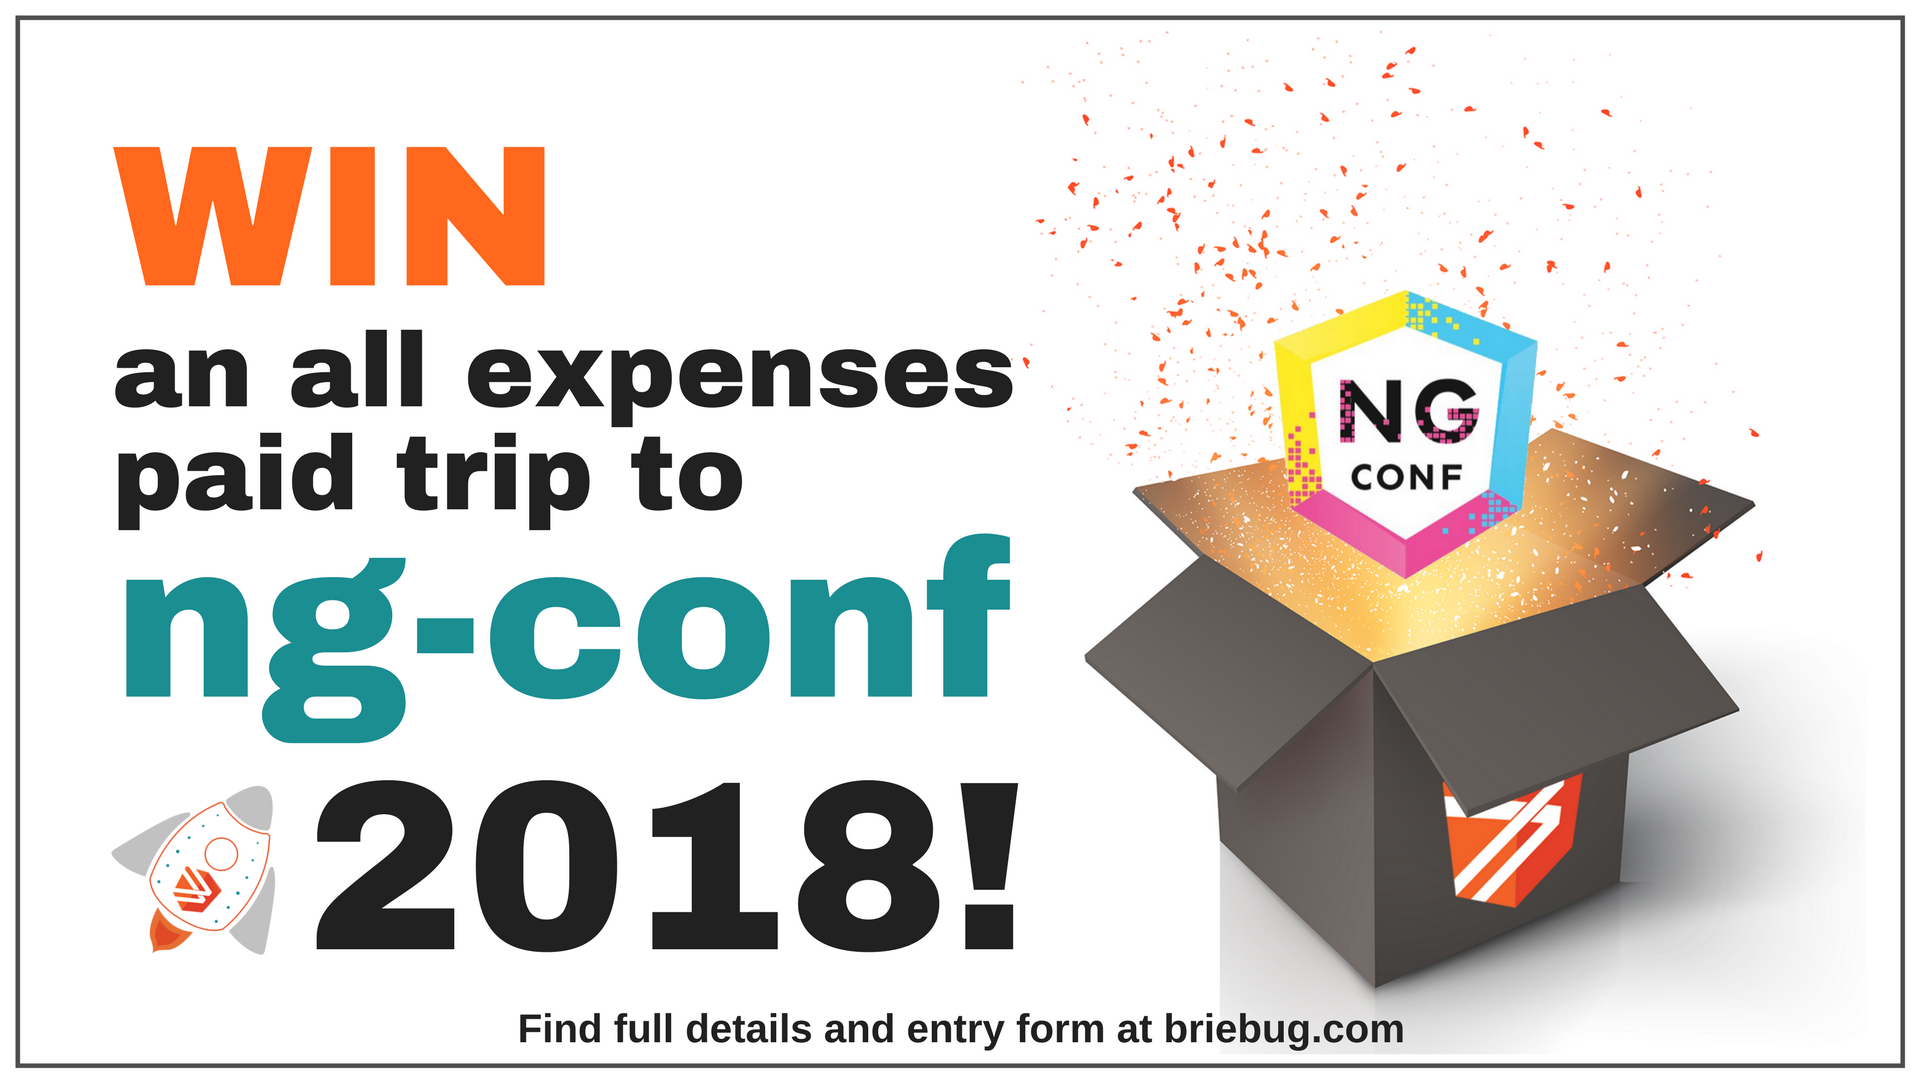 WIN
an all expenses
paid trip to
ng-conf
2018!
NG
CONF
Find full details and entry form at briebug.com